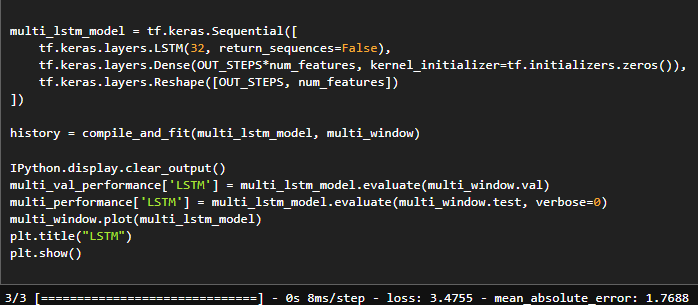 multi_lstm_model = tf.keras.Sequential([
    tf.keras.layers.LSTM(32, return_sequences=False),
    tf.keras.layers.Dense(OUT_STEPS*num_features, kernel_initializer=tf.initializers.zeros()),
    tf.keras.layers.Reshape([OUT_STEPS, num_features])
])
history = compile_and_fit(multi_lstm_model, multi_window)
IPython.display.clear_output()
multi_val_performance['LSTM'] = multi_lstm_model.evaluate(multi_window.val)
multi_performance['LSTM'] = multi_lstm_model.evaluate(multi_window.test, verbose=0)
multi_window.plot(multi_lstm_model)
plt.title("LSTM")
plt.show()
3/3 [==============================] - 0s 8ms/step - loss: 3.4755 - mean_absolute_error: 1.7688